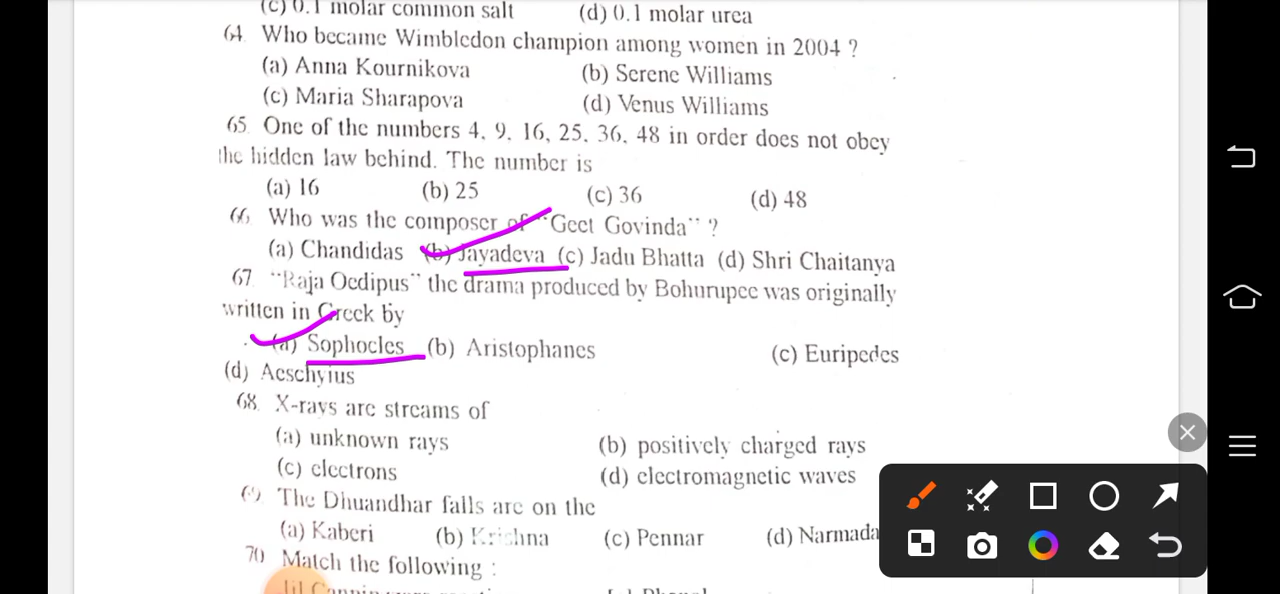 (c) 0.1 molar common salt (d) 0.1 molar urea
64. Who became Wimbledon champion among women in 2004 ?
(a) Anna Kournikova (b) Serene Williams
(c) Maria Sharapova (d) Venus Williams
65. One of the numbers 4, 9, 16, 25, 36, 48 in order does not obey
the hidden law behind. The number is
(a) 16 (b) 25 (c) 36 (d) 48
66. Who was the composer of "Geet Govinda" ?
(a) Chandidas (b) Jayadeva (c) Jadu Bhatta (d) Shri Chaitanya
67. "Raja Oedipus" the drama produced by Bohurupee was originally
written in Greek by
(a) Sophocles (b) Aristophanes (c) Euripedes
(d) Aeschyius
68. X-rays are streams of
(a) unknown rays (b) positively charged rays
(c) electrons (d) electromagnetic waves
69. The Dhuandhar falls are on the
(a) Kaberi (b) Krishna (c) Pennar (d) Narmada
70. Match the following :